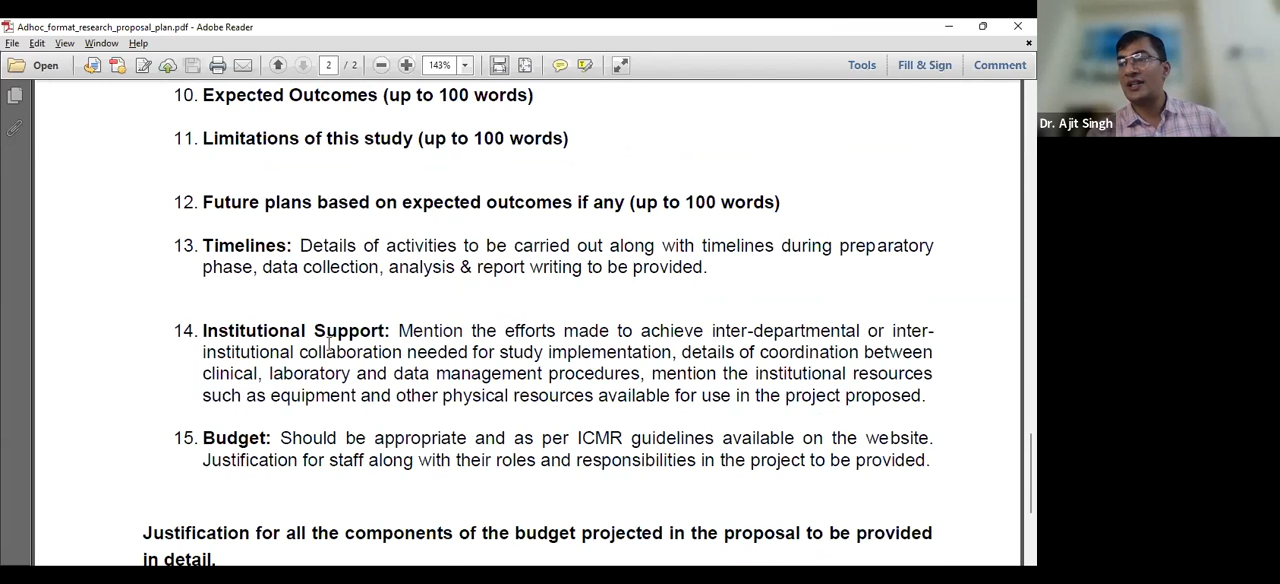 Adhoc_format_research_proposal_plan.pdf - Adobe Reader
File Edit View Window Help
Open 2 / 2 143% Tools Fill & Sign Comment
10. Expected Outcomes (up to 100 words)
11. Limitations of this study (up to 100 words)
12. Future plans based on expected outcomes if any (up to 100 words)
13. Timelines: Details of activities to be carried out along with timelines during preparatory
phase, data collection, analysis & report writing to be provided.
14. Institutional Support: Mention the efforts made to achieve inter-departmental or inter-
institutional collaboration needed for study implementation, details of coordination between
clinical, laboratory and data management procedures, mention the institutional resources
such as equipment and other physical resources available for use in the project proposed.
15. Budget: Should be appropriate and as per ICMR guidelines available on the website.
Justification for staff along with their roles and responsibilities in the project to be provided.
Justification for all the components of the budget projected in the proposal to be provided
in detail.
Dr. Ajit Singh